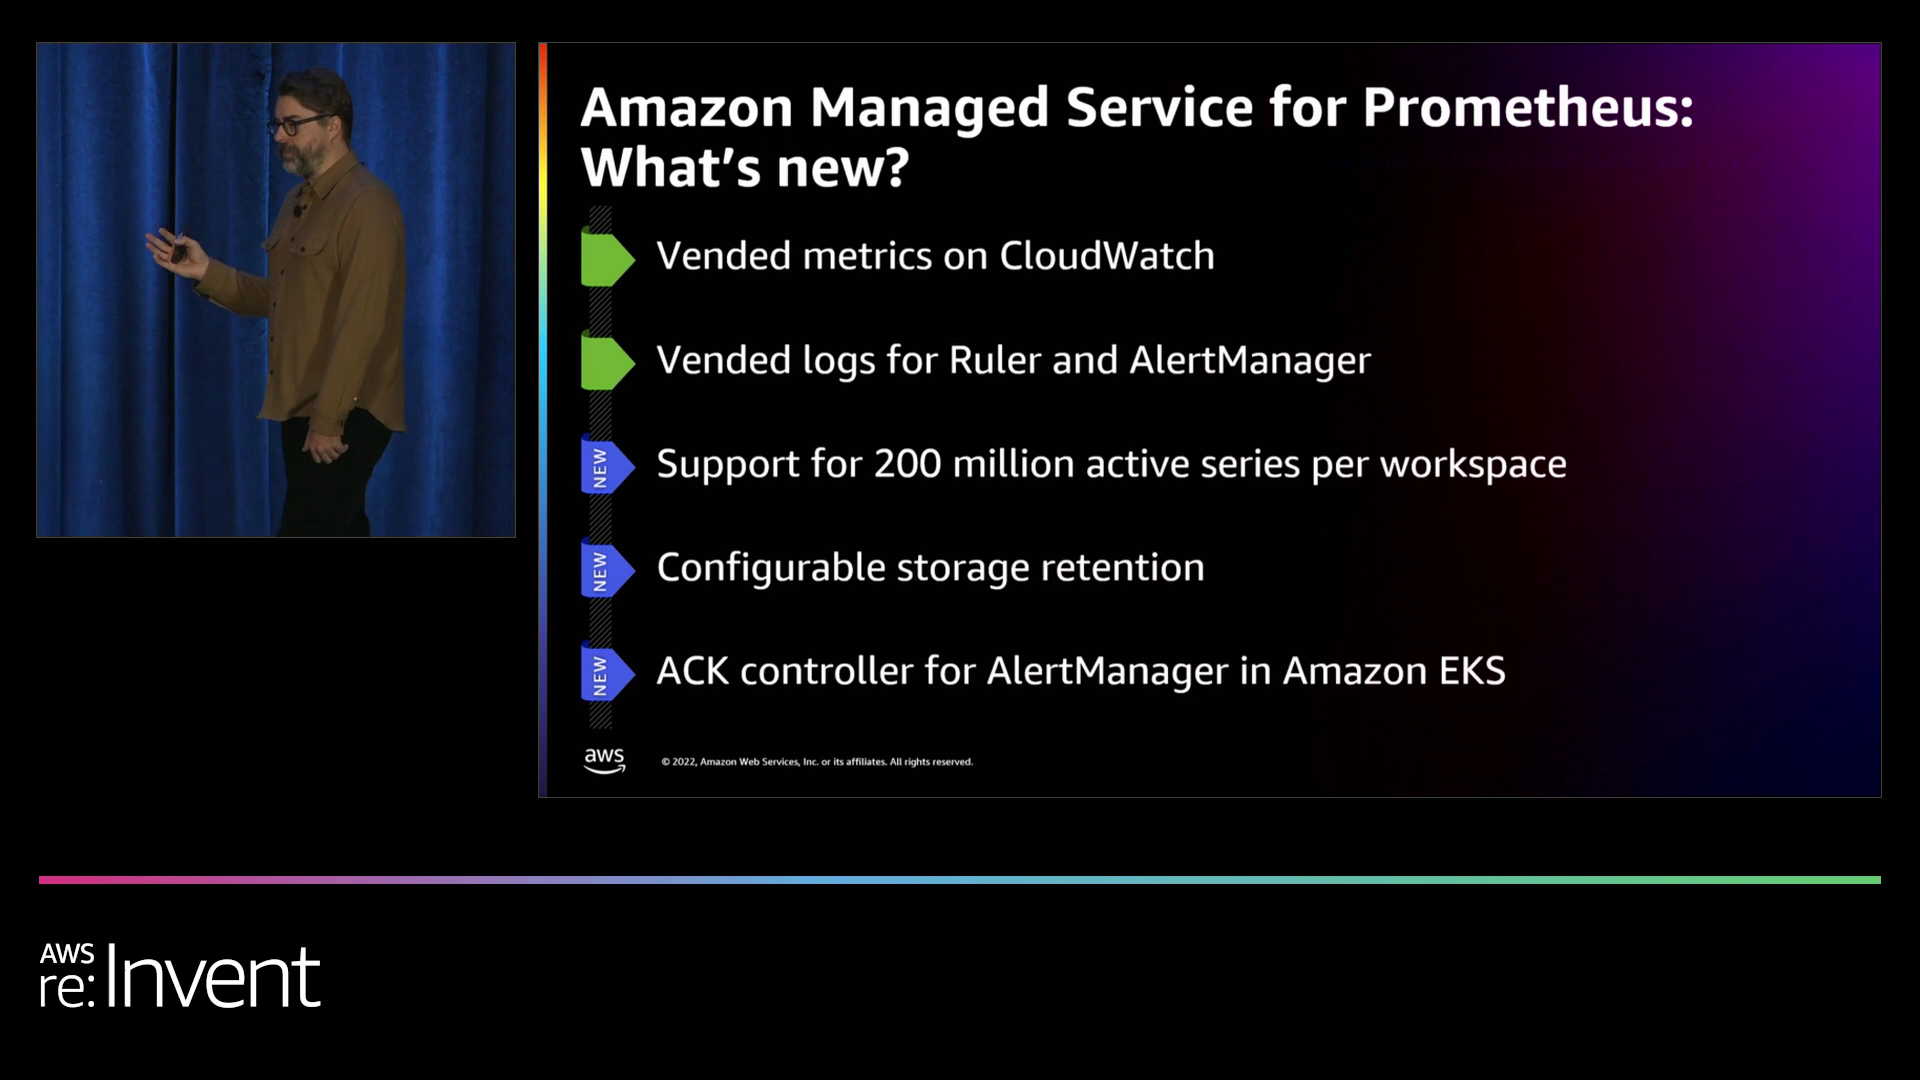 Amazon Managed Service for Prometheus:
What's new?
Vended metrics on CloudWatch
Vended logs for Ruler and AlertManager
NEW
Support for 200 million active series per workspace
NEW
Configurable storage retention
NEW
ACK controller for AlertManager in Amazon EKS
aws
© 2022, Amazon Web Services, Inc. or its affiliates. All rights reserved.
AWS
re:Invent